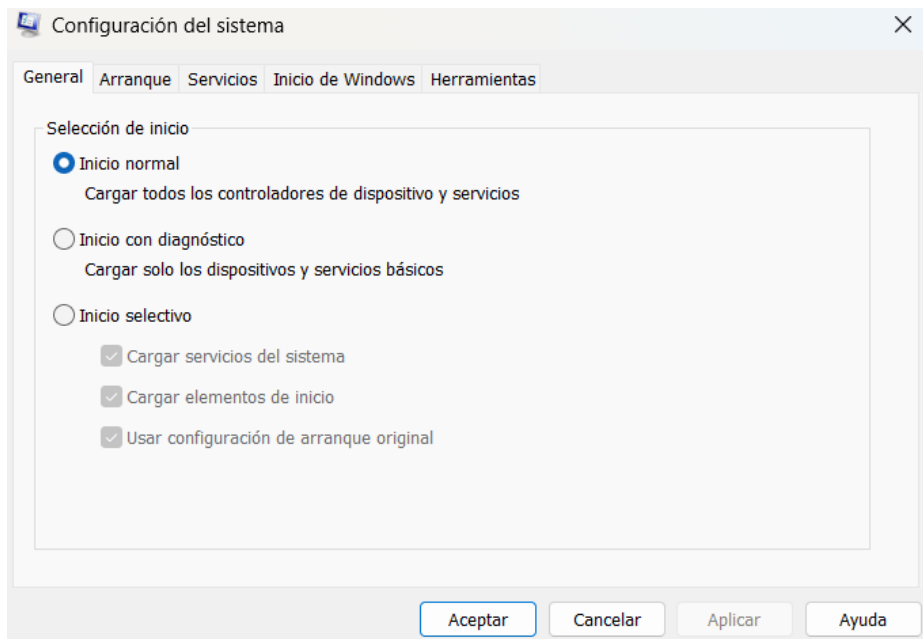 Configuración del sistema
General Arranque Servicios Inicio de Windows Herramientas
Selección de inicio
Inicio normal
Cargar todos los controladores de dispositivo y servicios
Inicio con diagnóstico
Cargar solo los dispositivos y servicios básicos
Inicio selectivo
Cargar servicios del sistema
Cargar elementos de inicio
Usar configuración de arranque original
Aceptar Cancelar Aplicar Ayuda